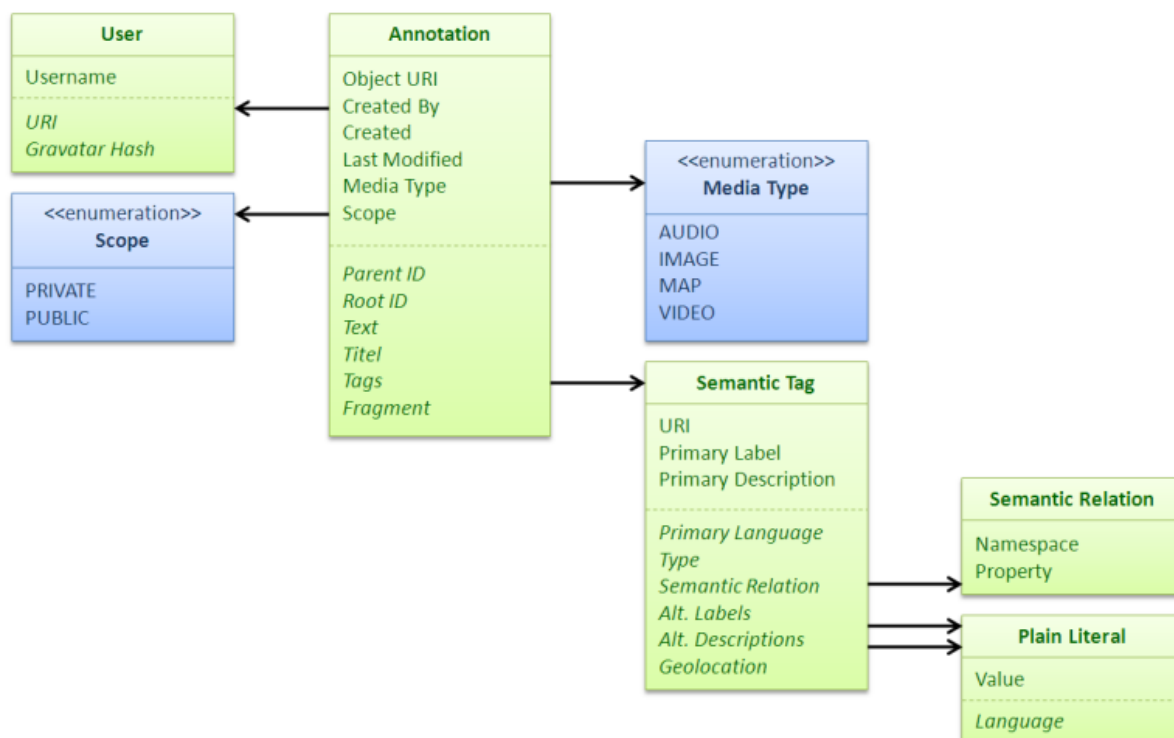 User
Username
URI
Gravatar Hash
<<enumeration>>
Scope
PRIVATE
PUBLIC
Annotation
Object URI
Created By
Created
Last Modified
Media Type
Scope
Parent ID
Root ID
Text
Titel
Tags
Fragment
<<enumeration>>
Media Type
AUDIO
IMAGE
MAP
VIDEO
Semantic Tag
URI
Primary Label
Primary Description
Primary Language
Type
Semantic Relation
Alt. Labels
Alt. Descriptions
Geolocation
Semantic Relation
Namespace
Property
Plain Literal
Value
Language